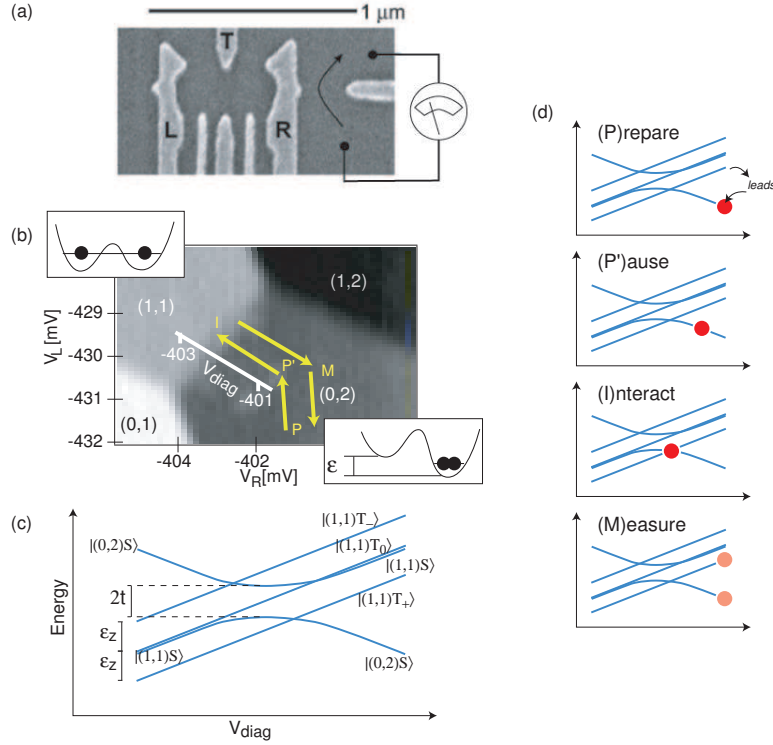 (a)
1 μm
T
L
R
(b)
(1,1)
(1,2)
(0,1)
(0,2)
I
P'
M
P
V_diag
-403
-401
V_L[mV]
-429
-430
-431
-432
-404
-402
V_R[mV]
ε
(c)
Energy
V_diag
|(0,2)S⟩
2t
ε_z
ε_z
|(1,1)S⟩
|(1,1)T_−⟩
|(1,1)T_0⟩
|(1,1)S⟩
|(1,1)T_+⟩
|(0,2)S⟩
(d)
(P)repare
leads
(P')ause
(I)nteract
(M)easure